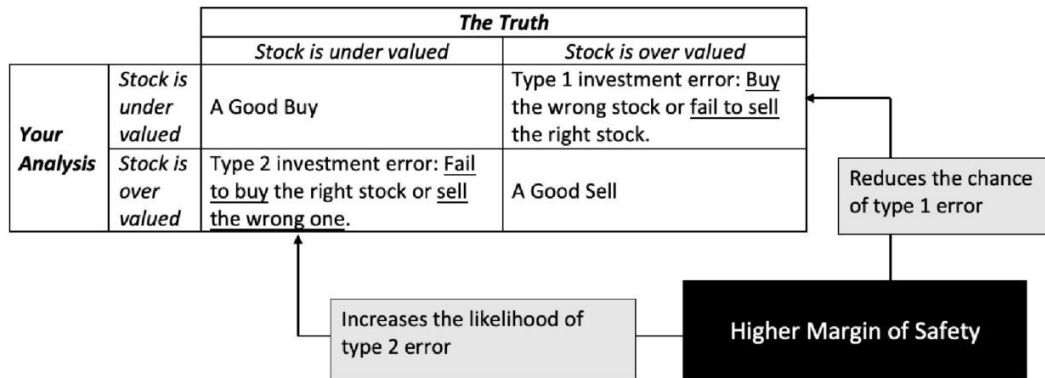 The Truth
Stock is under valued
Stock is over valued
Your
Analysis
Stock is
under
valued
A Good Buy
Type 1 investment error: Buy
the wrong stock or fail to sell
the right stock.
Stock is
over
valued
Type 2 investment error: Fail
to buy the right stock or sell
the wrong one.
A Good Sell
Reduces the chance
of type 1 error
Increases the likelihood of
type 2 error
Higher Margin of Safety